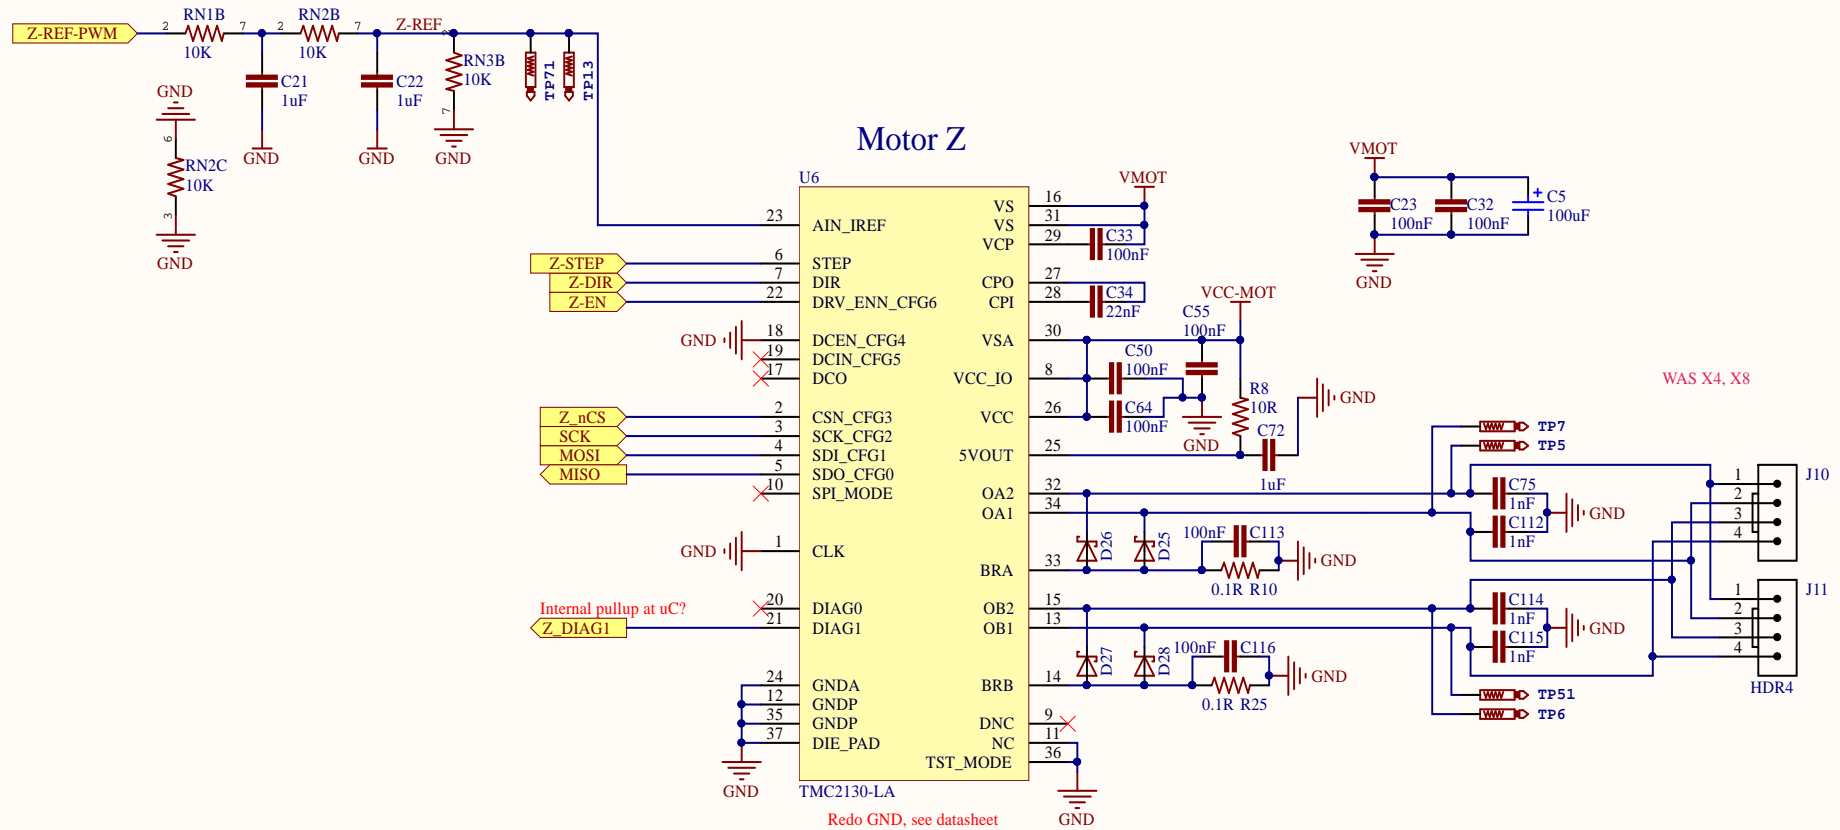 Z-REF-PWM
2
RN1B
7
10K
2
RN2B
7
10K
Z-REF
C21
1uF
GND
C22
1uF
GND
2
RN3B
10K
7
GND
TP71
TP13
GND
6
RN2C
10K
3
GND
Motor Z
U6
23
AIN_IREF
Z-STEP
6
STEP
Z-DIR
7
DIR
Z-EN
22
DRV_ENN_CFG6
GND
18
DCEN_CFG4
19
DCIN_CFG5
17
DCO
Z_nCS
2
CSN_CFG3
SCK
3
SCK_CFG2
MOSI
4
SDI_CFG1
MISO
5
SDO_CFG0
10
SPI_MODE
GND
1
CLK
Internal pullup at uC?
20
DIAG0
Z_DIAG1
21
DIAG1
24
GNDA
12
GNDP
35
GNDP
37
DIE_PAD
GND
TMC2130-LA
Redo GND, see datasheet
VS
16
VS
31
VCP
29
VMOT
C33
100nF
CPO
27
CPI
28
C34
22nF
VCC-MOT
C55
100nF
VSA
30
VCC_IO
8
C50
100nF
VCC
26
C64
100nF
GND
R8
10R
GND
C72
1uF
5VOUT
25
OA2
32
OA1
34
D26
D25
100nF
C113
GND
0.1R R10
BRA
33
OB2
15
OB1
13
D27
D28
100nF
C116
GND
0.1R R25
BRB
14
DNC
9
NC
11
TST_MODE
36
GND
VMOT
C23
100nF
C32
100nF
+
C5
100uF
GND
WAS X4, X8
TP7
TP5
C75
1nF
C112
1nF
GND
J10
1
2
3
4
C114
1nF
C115
1nF
GND
J11
1
2
3
4
HDR4
TP51
TP6